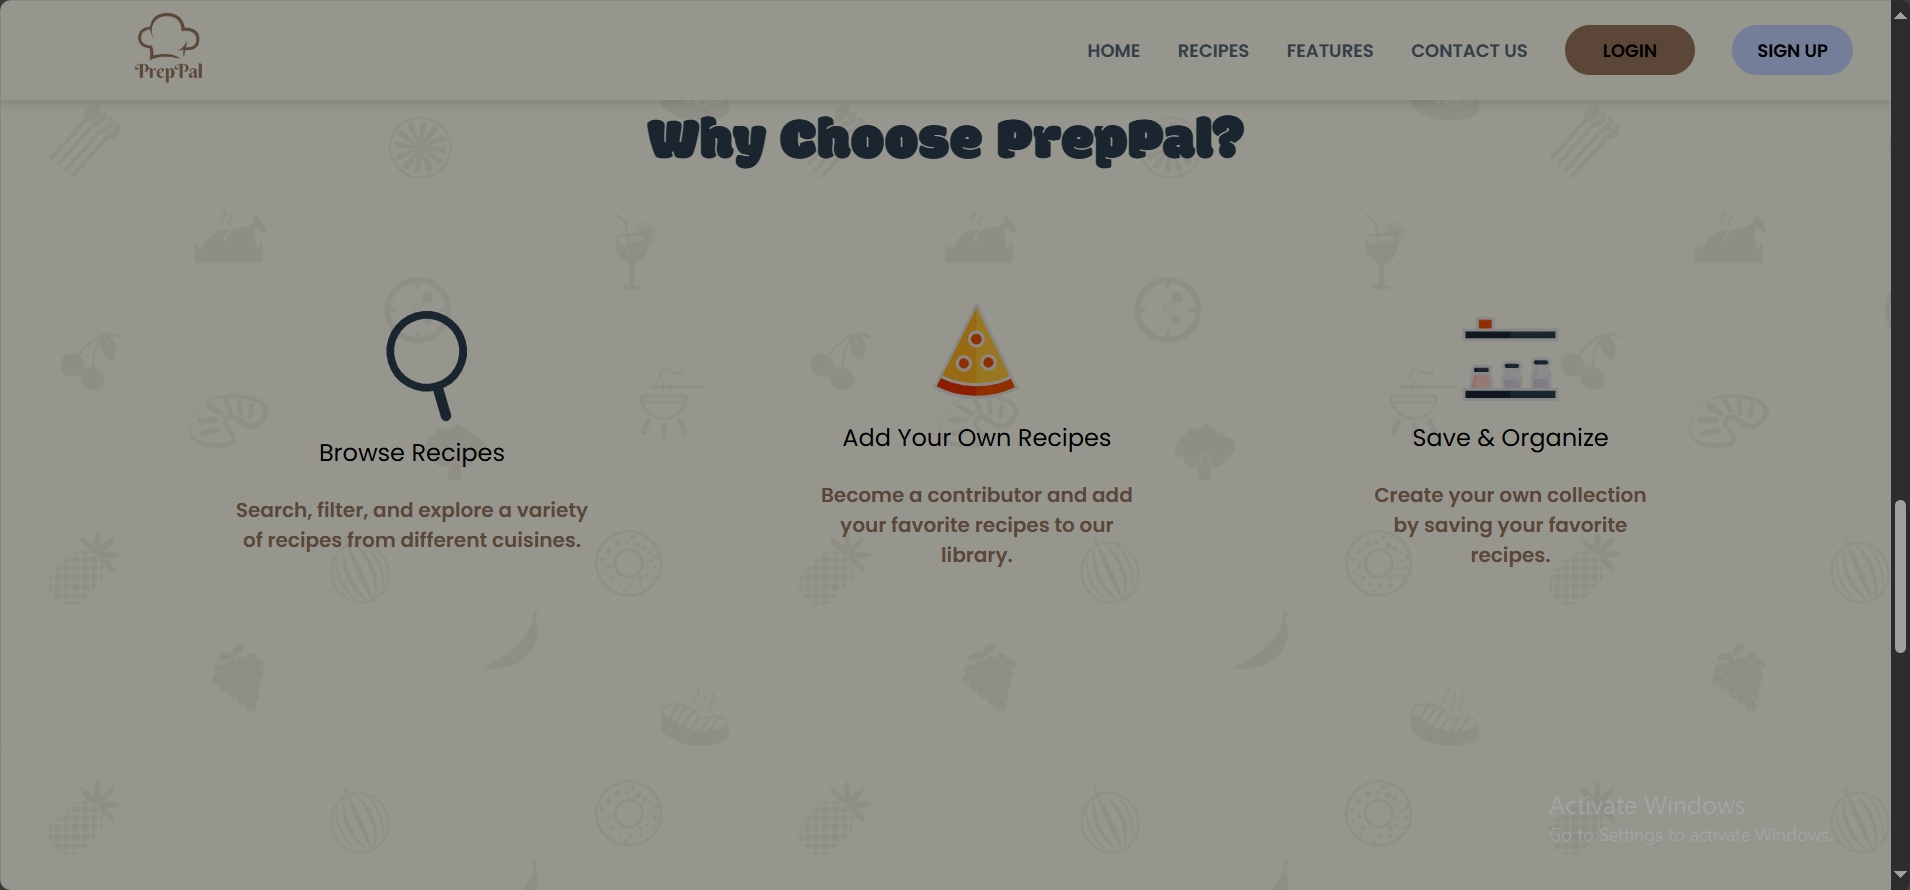 PrepPal
HOME
RECIPES
FEATURES
CONTACT US
LOGIN
SIGN UP
Why Choose PrepPal?
Browse Recipes
Search, filter, and explore a variety
of recipes from different cuisines.
Add Your Own Recipes
Become a contributor and add
your favorite recipes to our
library.
Save & Organize
Create your own collection
by saving your favorite
recipes.
Activate Windows
Go to Settings to activate Windows.